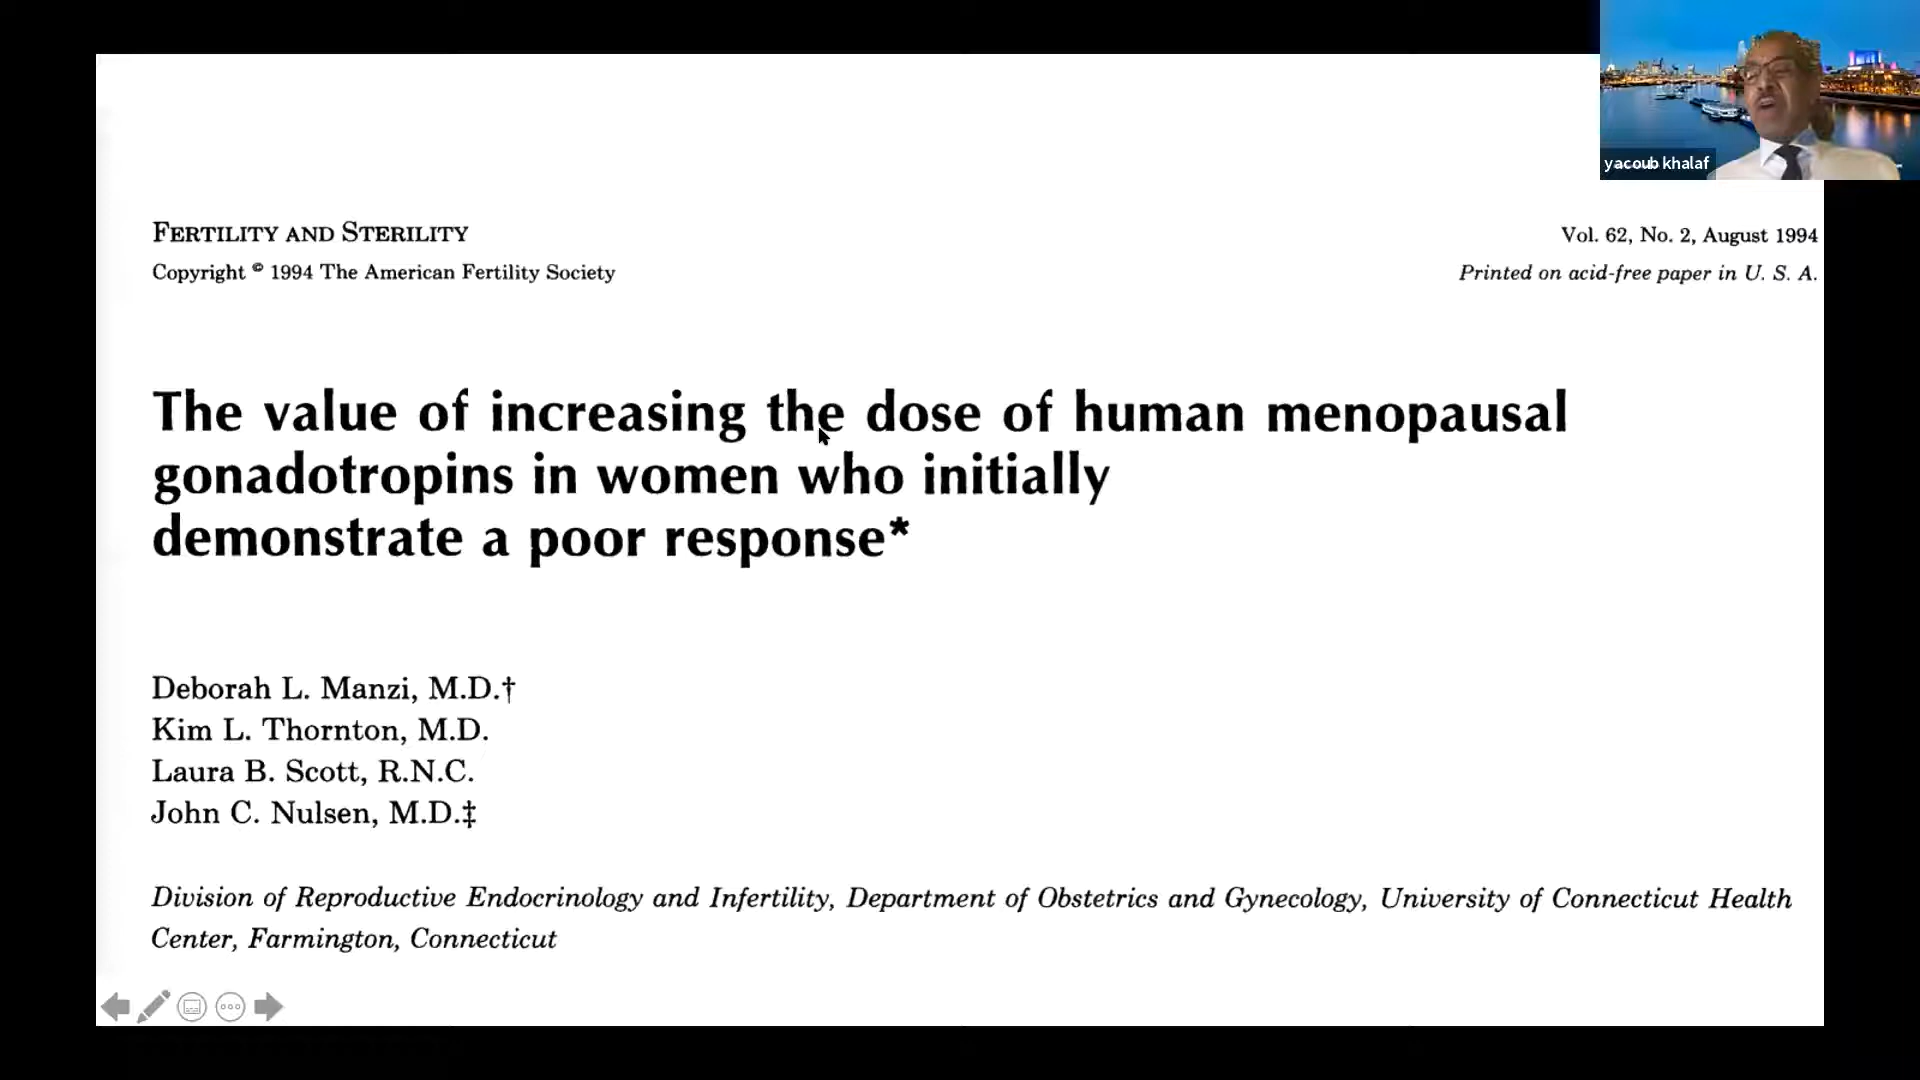 yacoub khalaf
FERTILITY AND STERILITY
Vol. 62, No. 2, August 1994
Copyright © 1994 The American Fertility Society
Printed on acid-free paper in U. S. A.
The value of increasing the dose of human menopausal
gonadotropins in women who initially
demonstrate a poor response*
Deborah L. Manzi, M.D.†
Kim L. Thornton, M.D.
Laura B. Scott, R.N.C.
John C. Nulsen, M.D.‡
Division of Reproductive Endocrinology and Infertility, Department of Obstetrics and Gynecology, University of Connecticut Health
Center, Farmington, Connecticut